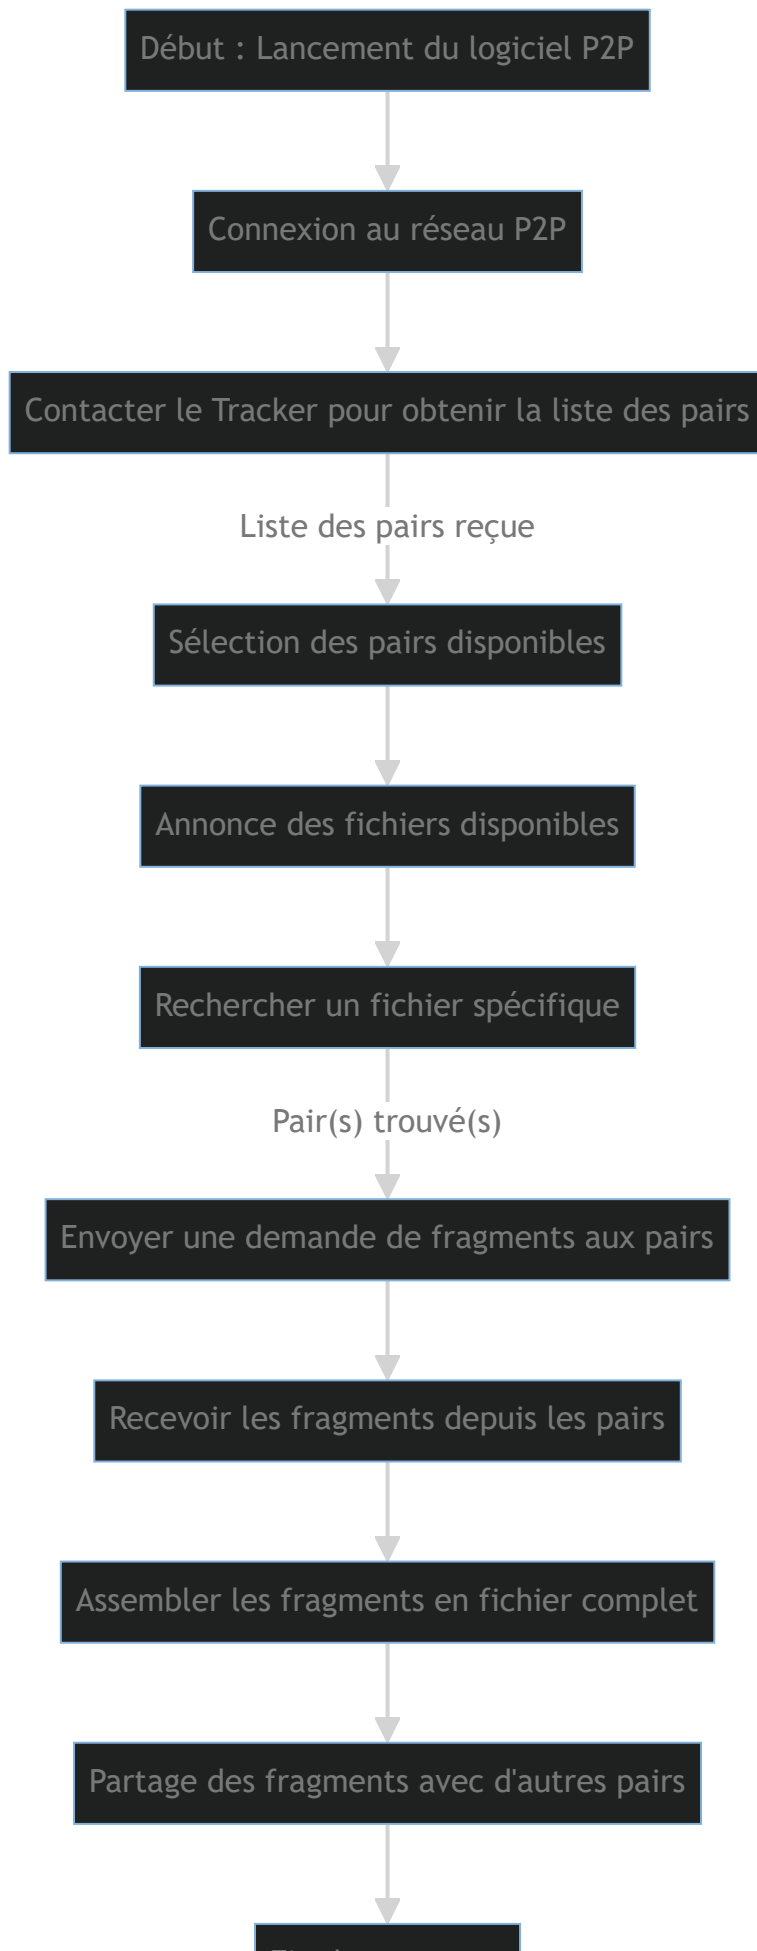 Début : Lancement du logiciel P2P
Connexion au réseau P2P
Contacter le Tracker pour obtenir la liste des pairs
Liste des pairs reçue
Sélection des pairs disponibles
Annonce des fichiers disponibles
Rechercher un fichier spécifique
Pair(s) trouvé(s)
Envoyer une demande de fragments aux pairs
Recevoir les fragments depuis les pairs
Assembler les fragments en fichier complet
Partage des fragments avec d'autres pairs